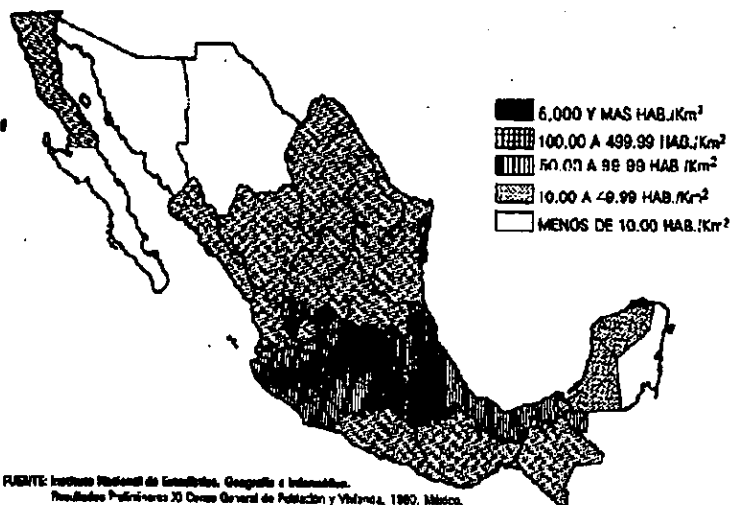 6,000 Y MAS HAB./Km²
100.00 A 499.99 HAB./Km²
50.00 A 99.99 HAB./Km²
10.00 A 49.99 HAB./Km²
MENOS DE 10.00 HAB./Km²
FUENTE: Instituto Nacional de Estadística, Geografía e Informática.
Resultados Preliminares XI Censo General de Población y Vivienda, 1990, México.